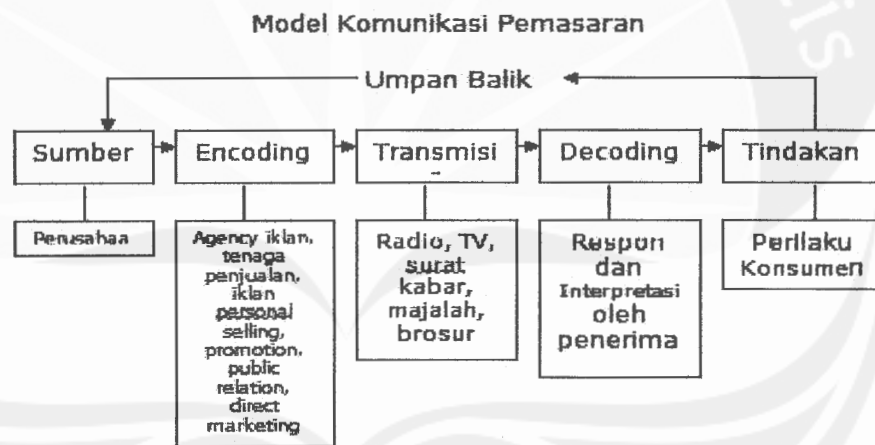 Model Komunikasi Pemasaran
Umpan Balik
Sumber
Encoding
Transmisi
Decoding
Tindakan
Perusahaa
Agency iklan,
tenaga
penjualan,
iklan
personal
selling,
promotion,
public
relation,
direct
marketing
Radio, TV,
surat
kabar,
majalah,
brosur
Respon
dan
Interpretasi
oleh
penerima
Perilaku
Konsumen